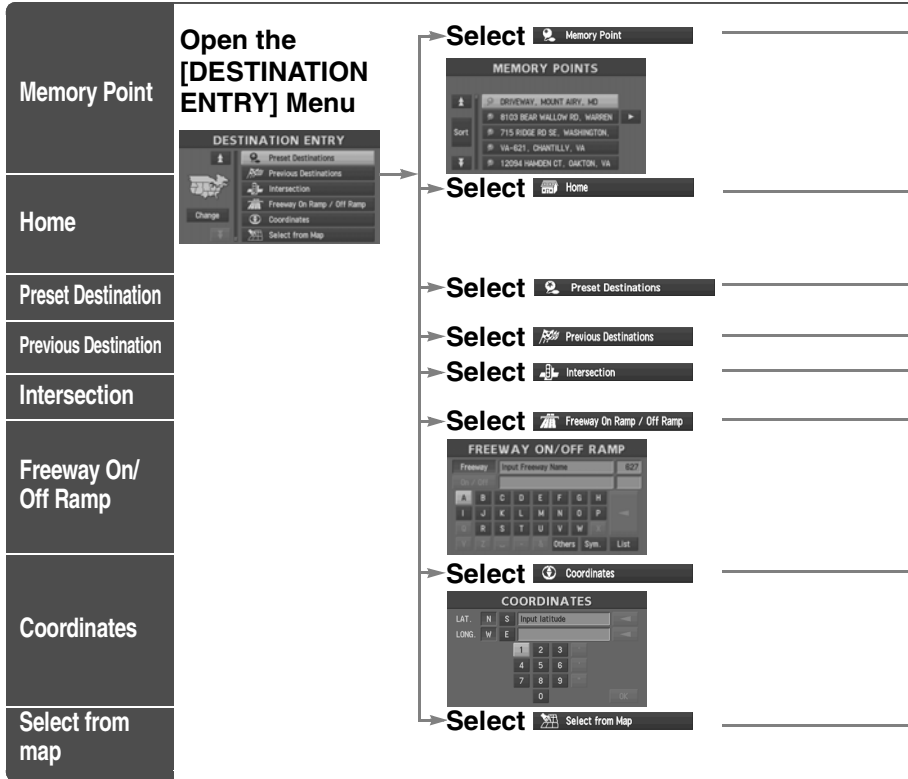 Memory Point
Open the
[DESTINATION
ENTRY] Menu
DESTINATION ENTRY
Preset Destinations
Previous Destinations
Intersection
Freeway On Ramp / Off Ramp
Coordinates
Select from Map
Change
Select Memory Point
MEMORY POINTS
DRIVEWAY, MOUNT AIRY, MD
8103 BEAR WALLOW RD, WARREN
Sort
715 RIDGE RD SE, WASHINGTON,
VA-621, CHANTILLY, VA
12094 HAMDEN CT, OAKTON, VA
Home
Select Home
Preset Destination
Select Preset Destinations
Previous Destination
Select Previous Destinations
Intersection
Select Intersection
Freeway On/
Off Ramp
Select Freeway On Ramp / Off Ramp
FREEWAY ON/OFF RAMP
Freeway Input Freeway Name 627
On / Off
A B C D E F G H
I J K L M N O P
Q R S T U V W X
Y Z - & Others Sym. List
Coordinates
Select Coordinates
COORDINATES
LAT. N S Input latitude
LONG. W E
1 2 3 °
4 5 6 '
7 8 9 "
0 OK
Select from
map
Select Select from Map